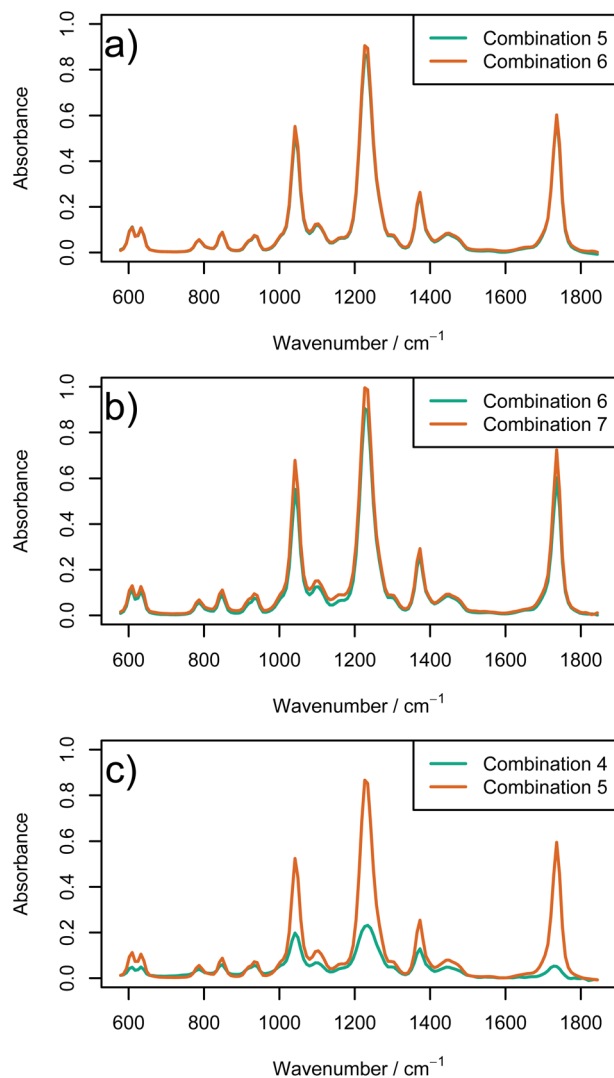 a)
Combination 5
Combination 6
Absorbance
0.0 0.2 0.4 0.6 0.8 1.0
600 800 1000 1200 1400 1600 1800
Wavenumber / cm⁻¹
b)
Combination 6
Combination 7
Absorbance
0.0 0.2 0.4 0.6 0.8 1.0
600 800 1000 1200 1400 1600 1800
Wavenumber / cm⁻¹
c)
Combination 4
Combination 5
Absorbance
0.0 0.2 0.4 0.6 0.8 1.0
600 800 1000 1200 1400 1600 1800
Wavenumber / cm⁻¹